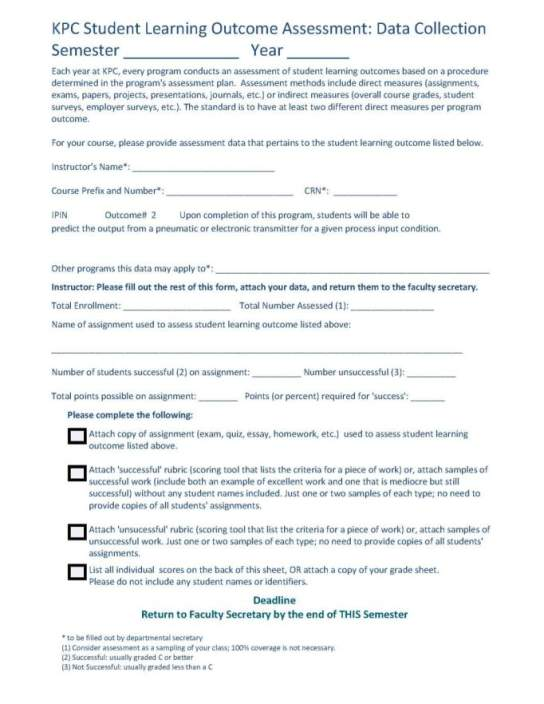 KPC Student Learning Outcome Assessment: Data Collection
Semester ______________ Year ________
Each year at KPC, every program conducts an assessment of student learning outcomes based on a procedure
determined in the program's assessment plan. Assessment methods include direct measures (assignments,
exams, papers, projects, presentations, journals, etc.) or indirect measures (overall course grades, student
surveys, employer surveys, etc.). The standard is to have at least two different direct measures per program
outcome.
For your course, please provide assessment data that pertains to the student learning outcome listed below.
Instructor's Name*: ______________________________
Course Prefix and Number*: ___________________________ CRN*: _____________
IPIN Outcome# 2 Upon completion of this program, students will be able to
predict the output from a pneumatic or electronic transmitter for a given process input condition.
Other programs this data may apply to*: __________________________________________________________
Instructor: Please fill out the rest of this form, attach your data, and return them to the faculty secretary.
Total Enrollment: _______________________ Total Number Assessed (1): __________________
Name of assignment used to assess student learning outcome listed above:
________________________________________________________________________________________
Number of students successful (2) on assignment: __________ Number unsuccessful (3): __________
Total points possible on assignment: ________ Points (or percent) required for 'success': _______
Please complete the following:
Attach copy of assignment (exam, quiz, essay, homework, etc.) used to assess student learning
outcome listed above.
Attach 'successful' rubric (scoring tool that lists the criteria for a piece of work) or, attach samples of
successful work (include both an example of excellent work and one that is mediocre but still
successful) without any student names included. Just one or two samples of each type; no need to
provide copies of all students' assignments.
Attach 'unsuccessful' rubric (scoring tool that list the criteria for a piece of work) or, attach samples of
unsuccessful work. Just one or two samples of each type; no need to provide copies of all students'
assignments.
List all individual scores on the back of this sheet, OR attach a copy of your grade sheet.
Please do not include any student names or identifiers.
Deadline
Return to Faculty Secretary by the end of THIS Semester
* to be filled out by departmental secretary
(1) Consider assessment as a sampling of your class; 100% coverage is not necessary.
(2) Successful: usually graded C or better
(3) Not Successful: usually graded less than a C